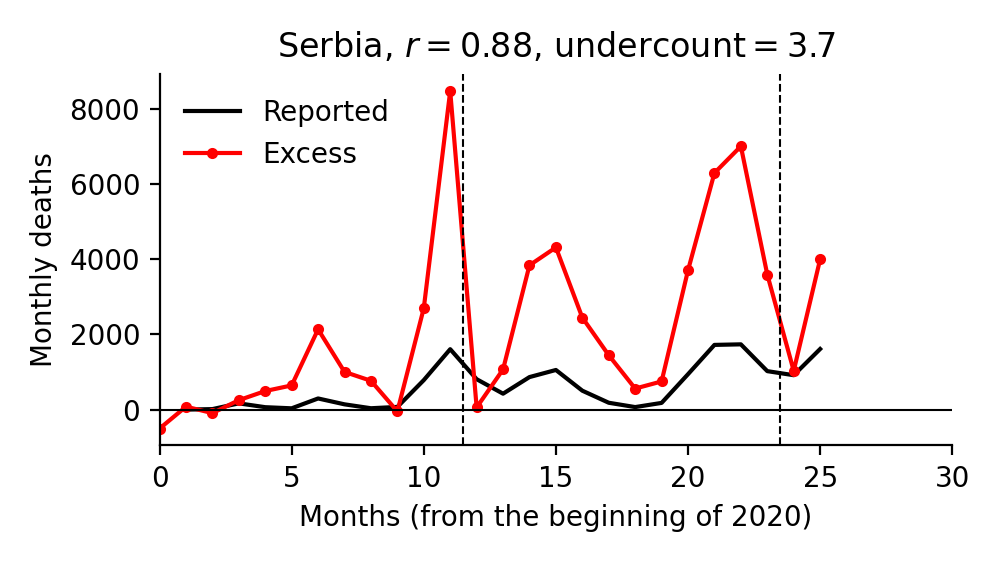 Serbia, r = 0.88, undercount = 3.7
Reported
Excess
Monthly deaths
8000
6000
4000
2000
0
0 5 10 15 20 25 30
Months (from the beginning of 2020)